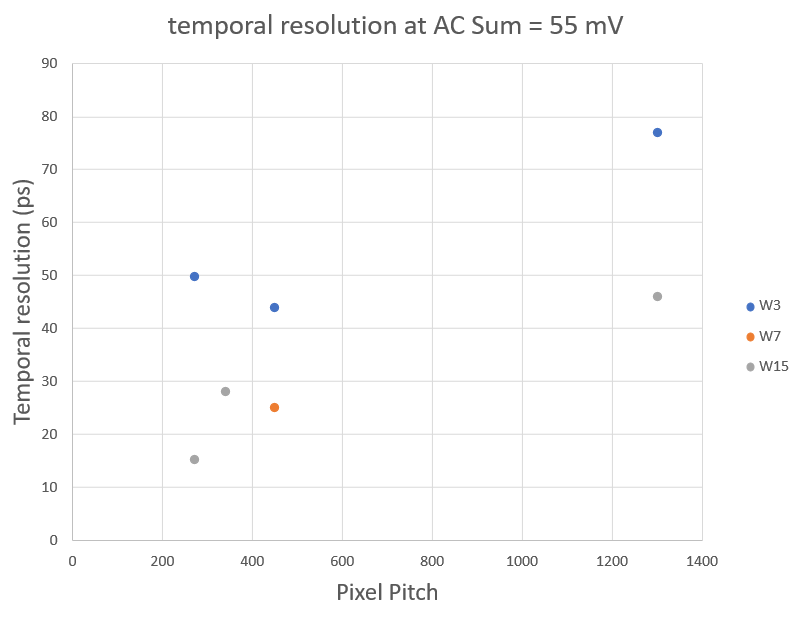 temporal resolution at AC Sum = 55 mV
90
80
70
60
50
40
30
20
10
0
Temporal resolution (ps)
0 200 400 600 800 1000 1200 1400
Pixel Pitch
W3
W7
W15